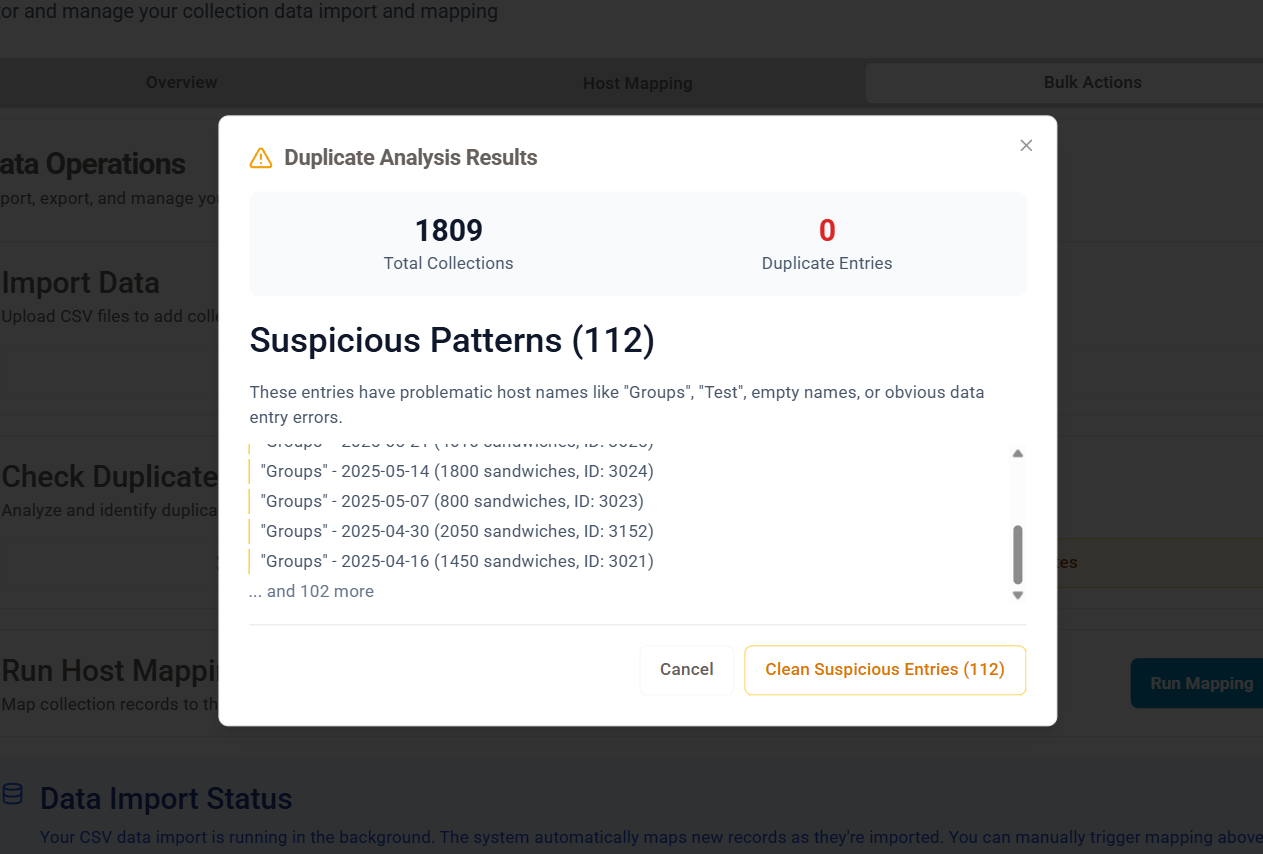 tor and manage your collection data import and mapping
Overview
Host Mapping
Bulk Actions
ata Operations
port, export, and manage yo
Import Data
Upload CSV files to add colle
Check Duplicate
Analyze and identify duplica
tes
Run Host Mappi
Map collection records to th
Run Mapping
Data Import Status
Your CSV data import is running in the background. The system automatically maps new records as they're imported. You can manually trigger mapping above
Duplicate Analysis Results
1809
Total Collections
0
Duplicate Entries
Suspicious Patterns (112)
These entries have problematic host names like "Groups", "Test", empty names, or obvious data
entry errors.
"Groups" - 2025-05-14 (1800 sandwiches, ID: 3024)
"Groups" - 2025-05-07 (800 sandwiches, ID: 3023)
"Groups" - 2025-04-30 (2050 sandwiches, ID: 3152)
"Groups" - 2025-04-16 (1450 sandwiches, ID: 3021)
... and 102 more
Cancel
Clean Suspicious Entries (112)